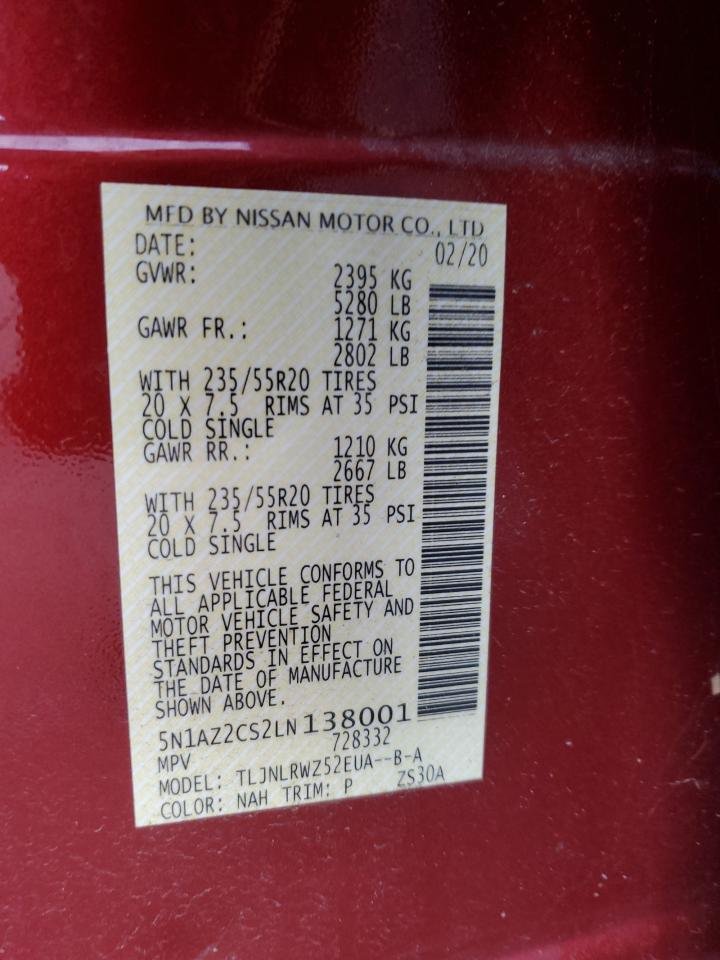 MFD BY NISSAN MOTOR CO., LTD
DATE: 02/20
GVWR: 2395 KG
5280 LB
GAWR FR.: 1271 KG
2802 LB
WITH 235/55R20 TIRES
20 X 7.5 RIMS AT 35 PSI
COLD SINGLE
GAWR RR.: 1210 KG
2667 LB
WITH 235/55R20 TIRES
20 X 7.5 RIMS AT 35 PSI
COLD SINGLE
THIS VEHICLE CONFORMS TO
ALL APPLICABLE FEDERAL
MOTOR VEHICLE SAFETY AND
THEFT PREVENTION
STANDARDS IN EFFECT ON
THE DATE OF MANUFACTURE
SHOWN ABOVE.
5N1AZ2CS2LN138001
MPV 728332
MODEL: TLJNLRWZ52EUA--B-A
COLOR: NAH TRIM: P ZS30A